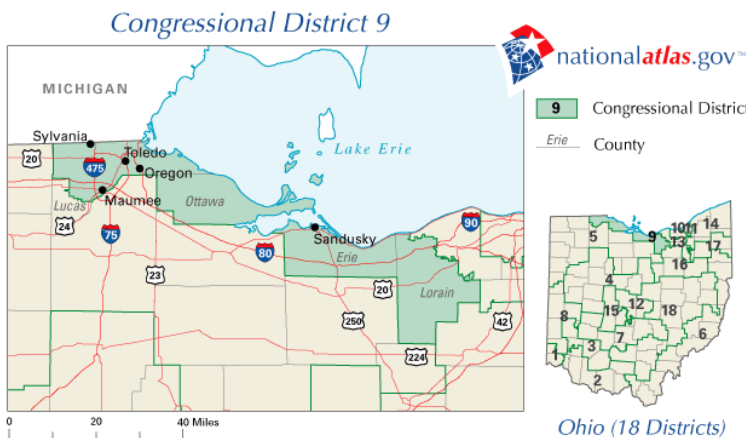 Congressional District 9
nationalatlas.gov™
MICHIGAN
9 Congressional District
Sylvania
Toledo
Lake Erie
Erie County
20
475
Oregon
Lucas
Maumee
Ottawa
24
75
Sandusky
90
80
Erie
23
20
Lorain
250
42
224
5
9
10
11
14
13
17
16
4
8
15
12
18
7
6
1
3
2
0 20 40 Miles
Ohio (18 Districts)